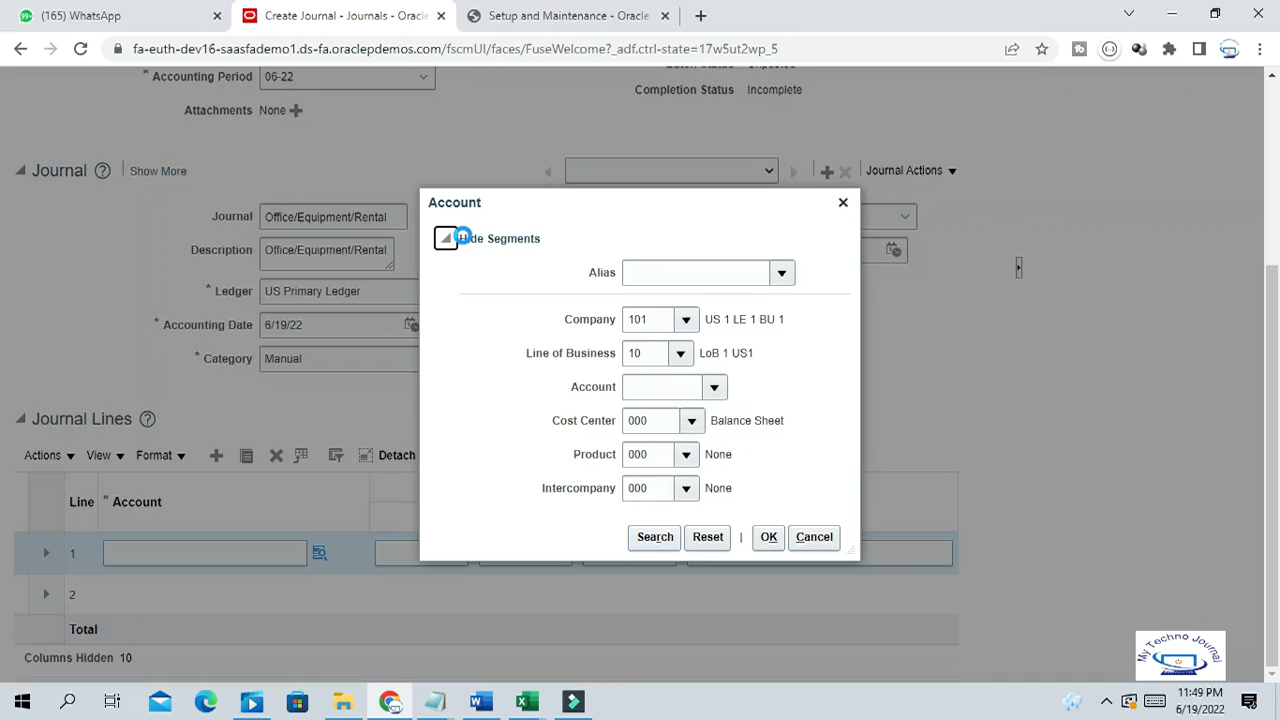 (165) WhatsApp
Create Journal - Journals - Oracle
Setup and Maintenance - Oracle
fa-euth-dev16-saasfademo1.ds-fa.oraclepdemos.com/fscmUI/faces/FuseWelcome?_adf.ctrl-state=17w5ut2wp_5
* Accounting Period 06-22
Completion Status Incomplete
Attachments None
Journal Show More
Journal Actions
Account
Journal Office/Equipment/Rental
Hide Segments
Description Office/Equipment/Rental
Alias
* Ledger US Primary Ledger
Company 101 US 1 LE 1 BU 1
* Accounting Date 6/19/22
Line of Business 10 LoB 1 US1
* Category Manual
Account
Journal Lines
Cost Center 000 Balance Sheet
Actions View Format Detach
Product 000 None
Intercompany 000 None
Line * Account
Search Reset | OK Cancel
1
2
Total
Columns Hidden 10
My Techno Journal
11:49 PM
6/19/2022